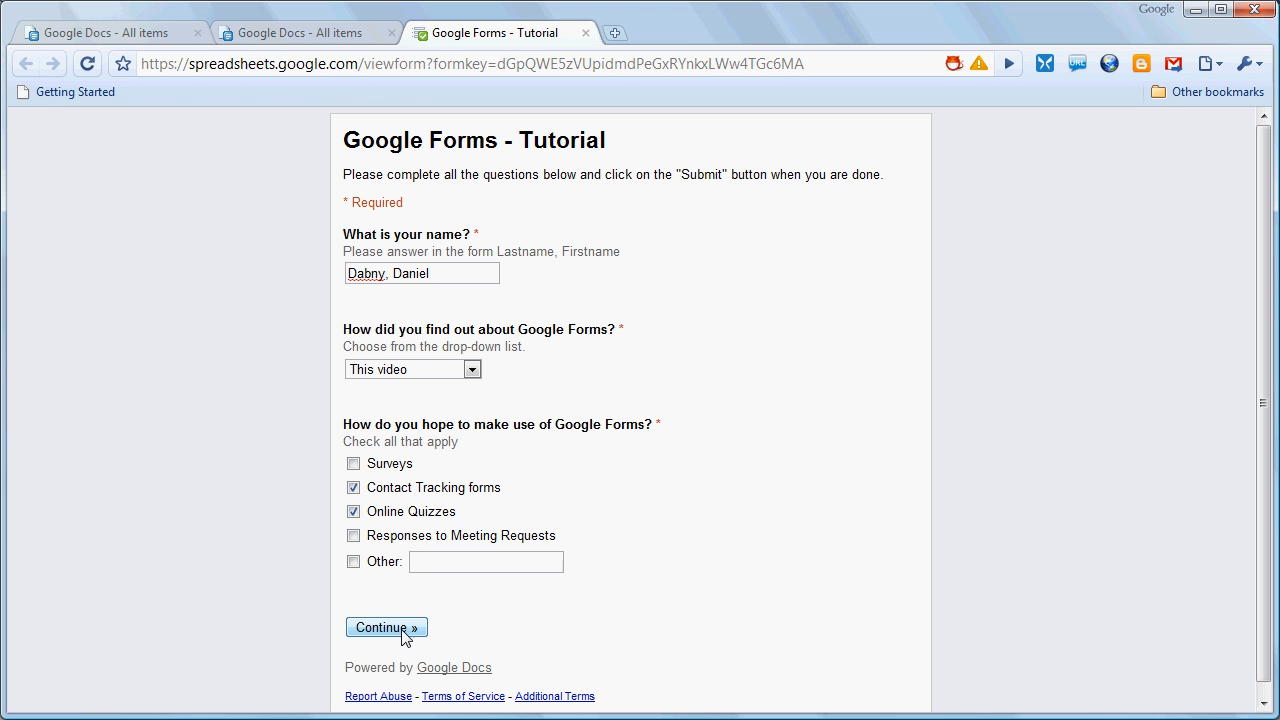 Google
Google Docs - All items
Google Docs - All items
Google Forms - Tutorial
https://spreadsheets.google.com/viewform?formkey=dGpQWE5zVUpidmdPeGxRYnkxLWw4TGc6MA
URL
Getting Started
Other bookmarks
Google Forms - Tutorial
Please complete all the questions below and click on the "Submit" button when you are done.
* Required
What is your name? *
Please answer in the form Lastname, Firstname
Dabny, Daniel
How did you find out about Google Forms? *
Choose from the drop-down list.
This video
How do you hope to make use of Google Forms? *
Check all that apply
Surveys
Contact Tracking forms
Online Quizzes
Responses to Meeting Requests
Other:
Continue »
Powered by Google Docs
Report Abuse - Terms of Service - Additional Terms